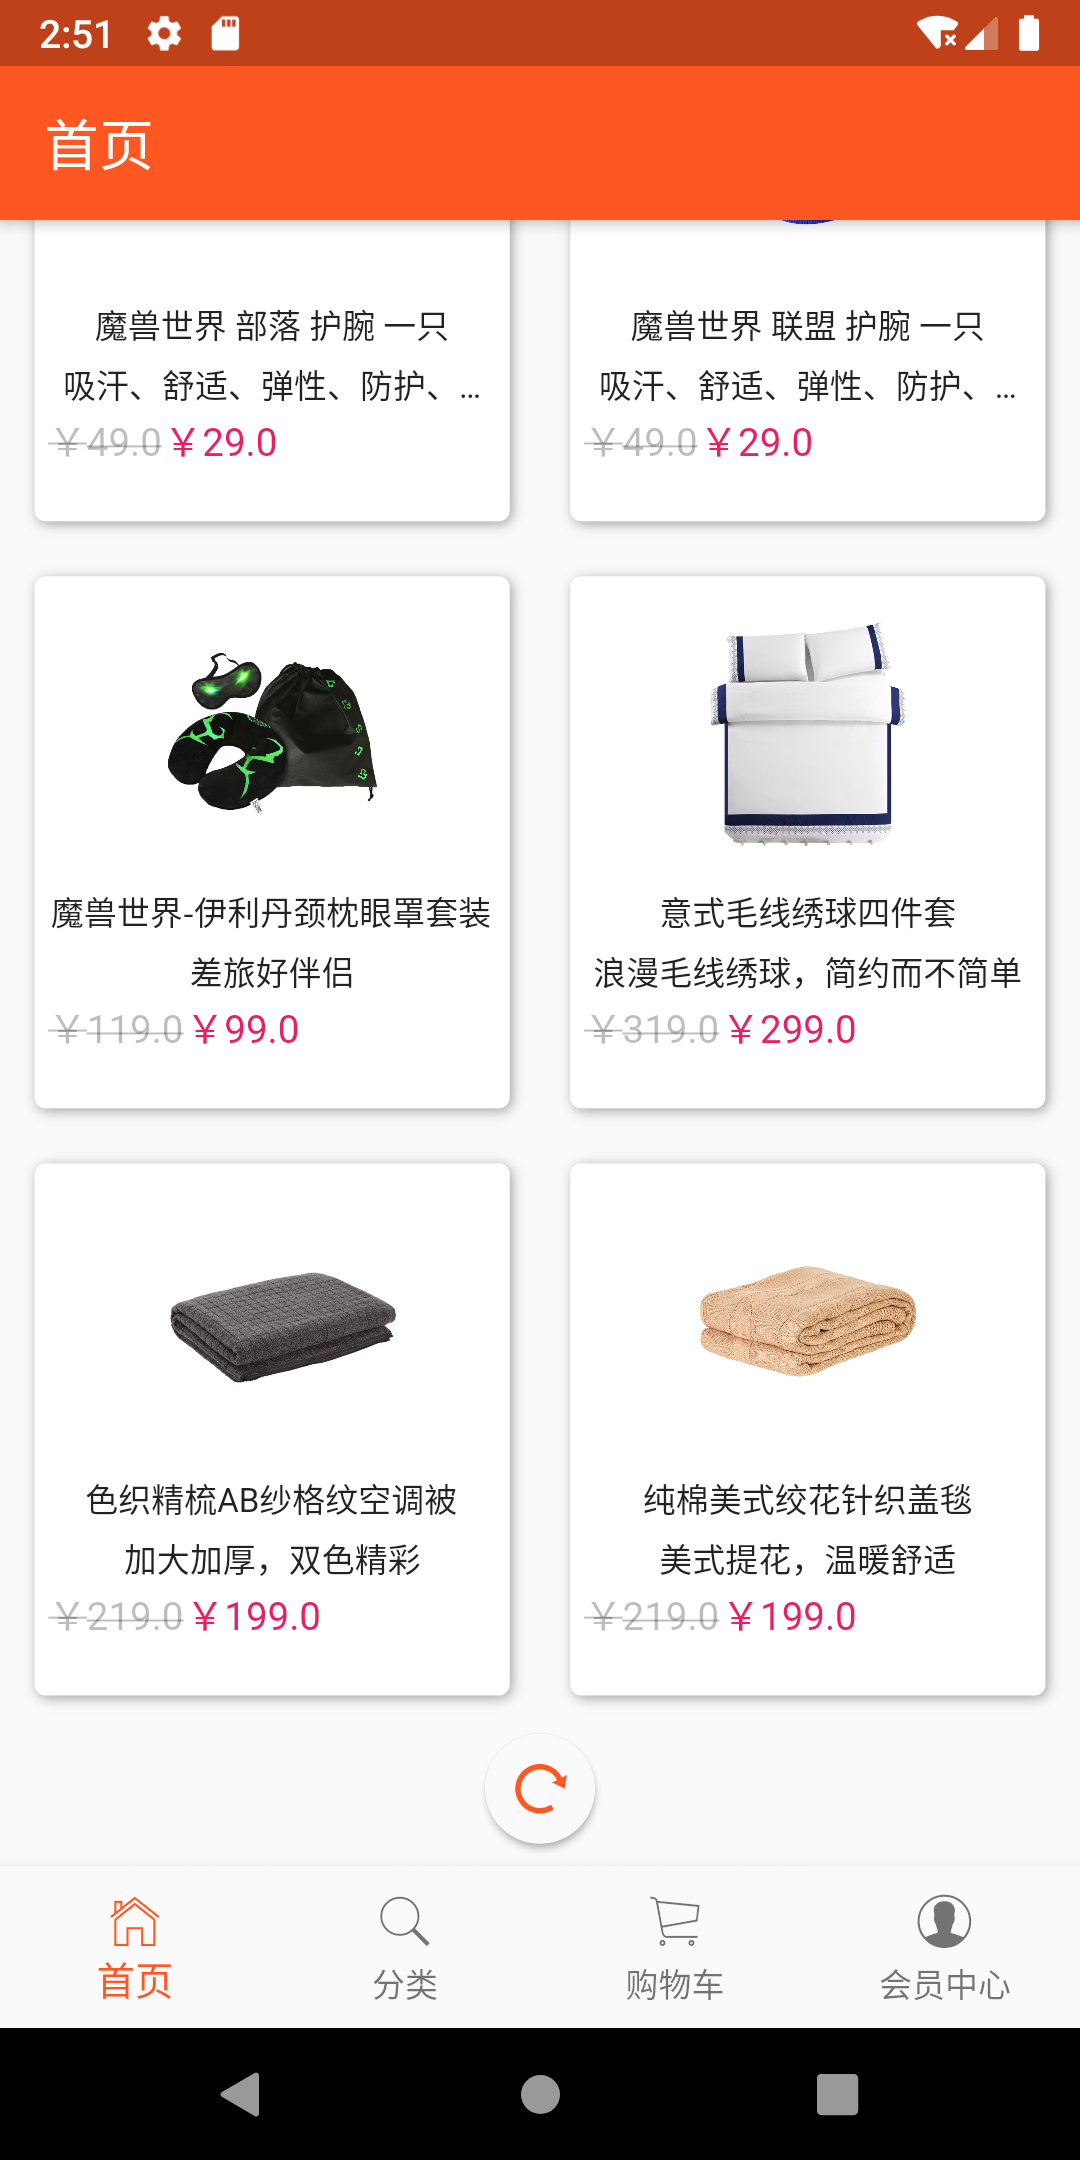 2:51
首页
魔兽世界 部落 护腕 一只
吸汗、舒适、弹性、防护、...
￥49.0 ￥29.0
魔兽世界 联盟 护腕 一只
吸汗、舒适、弹性、防护、...
￥49.0 ￥29.0
魔兽世界-伊利丹颈枕眼罩套装
差旅好伴侣
￥119.0 ￥99.0
意式毛线绣球四件套
浪漫毛线绣球，简约而不简单
￥319.0 ￥299.0
色织精梳AB纱格纹空调被
加大加厚，双色精彩
￥219.0 ￥199.0
纯棉美式绞花针织盖毯
美式提花，温暖舒适
￥219.0 ￥199.0
首页
分类
购物车
会员中心